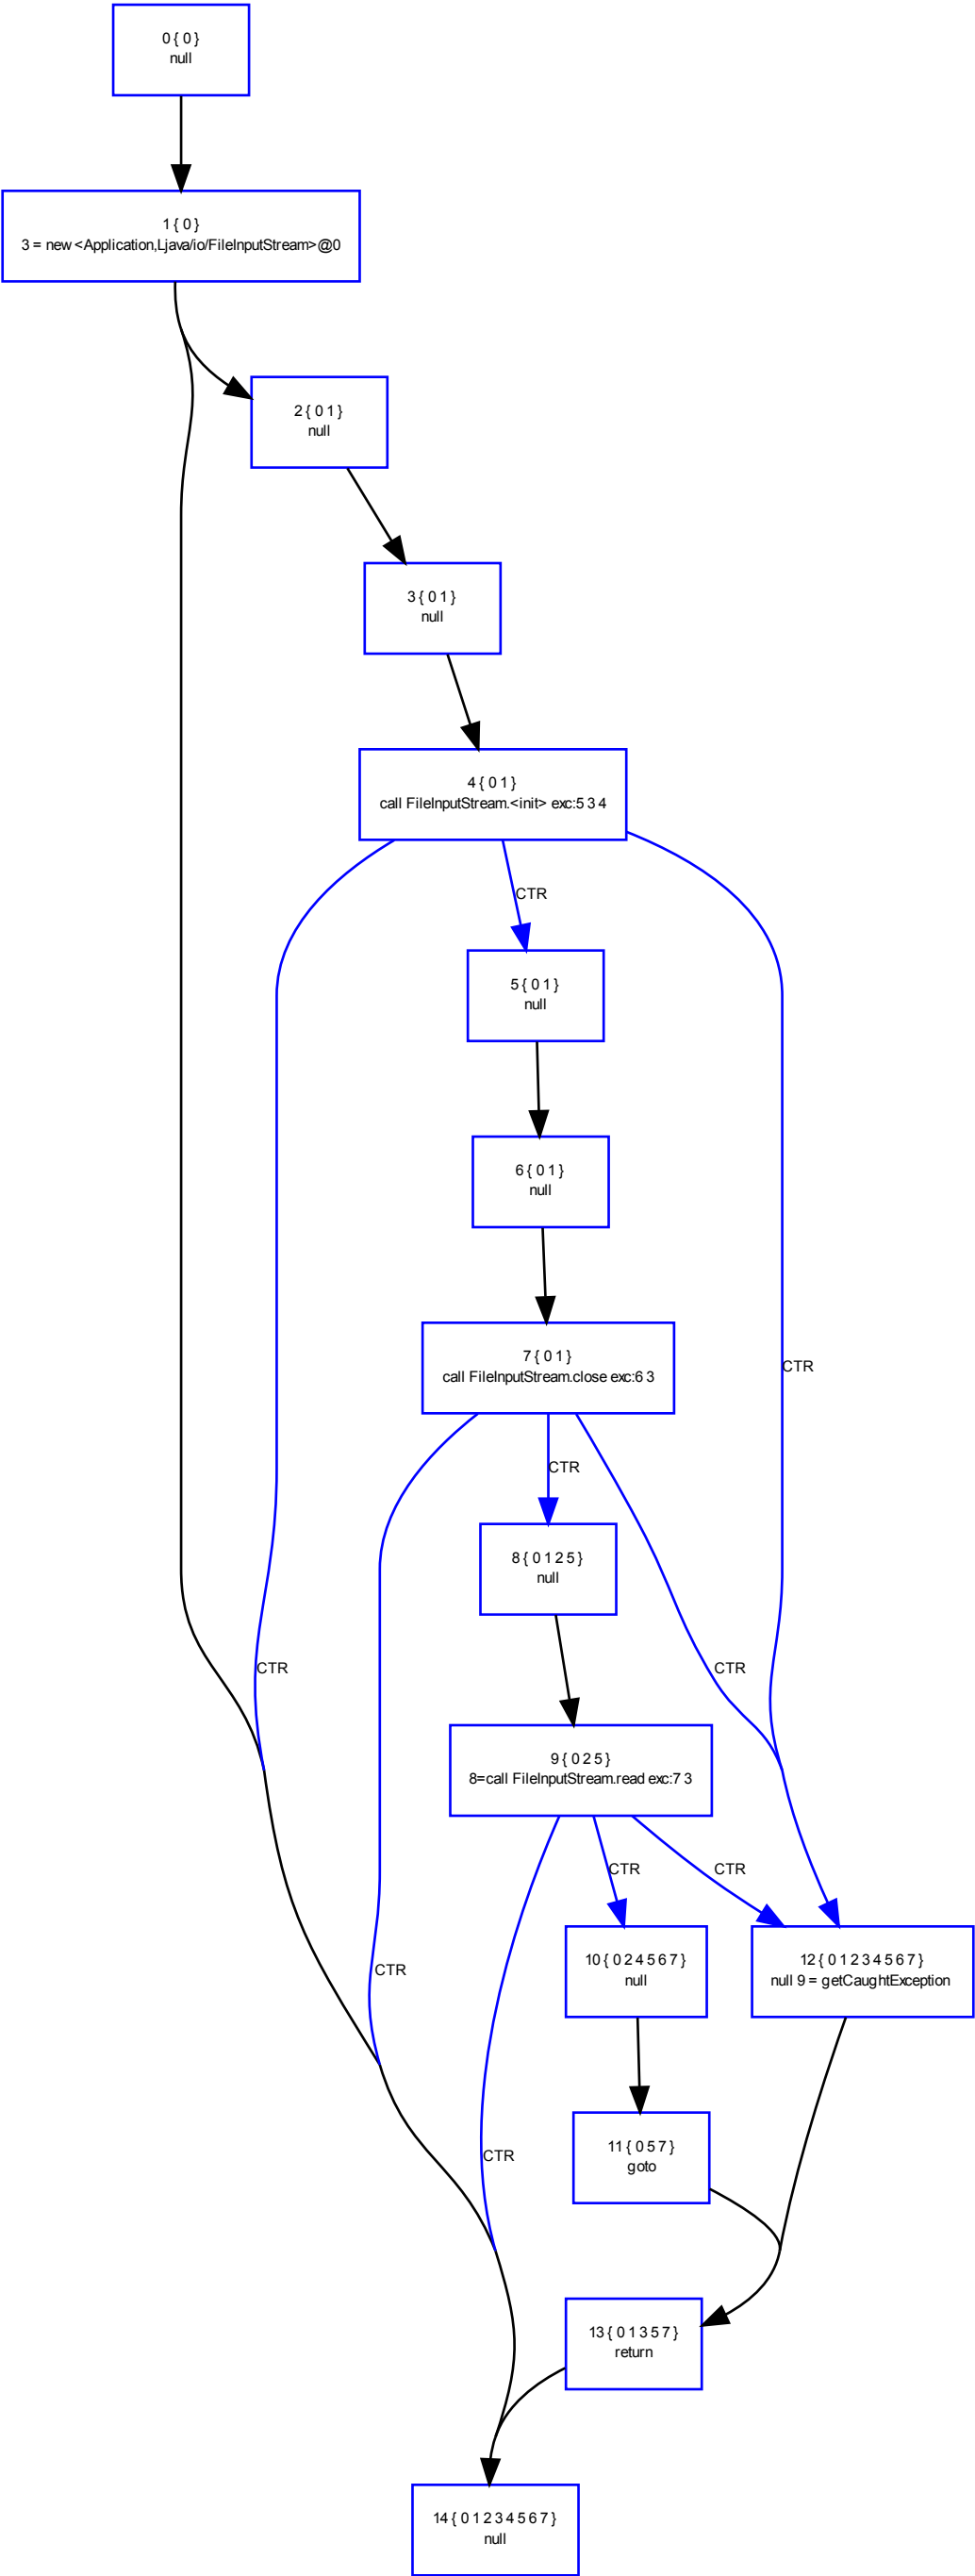 0 { 0 }
null
1 { 0 }
3 = new <Application,Ljava/io/FileInputStream>@0
2 { 0 1 }
null
3 { 0 1 }
null
4 { 0 1 }
call FileInputStream.<init> exc:5 3 4
CTR
5 { 0 1 }
null
6 { 0 1 }
null
7 { 0 1 }
call FileInputStream.close exc:6 3
CTR
CTR
8 { 0 1 2 5 }
null
CTR
CTR
9 { 0 2 5 }
8=call FileInputStream.read exc:7 3
CTR
CTR
10 { 0 2 4 5 6 7 }
null
12 { 0 1 2 3 4 5 6 7 }
null 9 = getCaughtException
CTR
11 { 0 5 7 }
goto
CTR
13 { 0 1 3 5 7 }
return
14 { 0 1 2 3 4 5 6 7 }
null